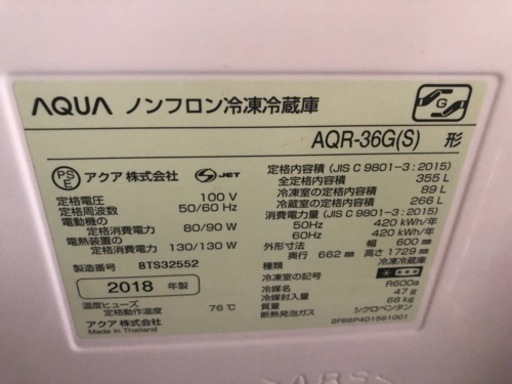 AQUA ノンフロン冷凍冷蔵庫
G
AQR-36G(S) 形
PS E アクア 株式会社 S JET
定格電圧 100 V
定格周波数 50/60 Hz
電動機の
定格消費電力 80/90 W
電熱装置の
定格消費電力 130/130 W
製造番号 8TS32552
2018 年製
温度ヒューズ
定格動作温度 76℃
アクア 株式会社
Made in Thailand
定格内容積 (JIS C 9801-3 : 2015)
全定格内容積 355 L
冷凍室の定格内容積 89 L
冷蔵室の定格内容積 266 L
消費電力量 (JIS C 9801-3 : 2015)
50Hz 420 kWh/年
60Hz 420 kWh/年
外形寸法 幅 600 mm
奥行 662 mm 高さ 1729 mm
種類 冷凍冷蔵庫
冷凍室の記号
冷媒 R600a
冷媒封入量 47 g
質量 68 kg
断熱発泡ガス シクロペンタン
2FB6P401561001
>ABS<